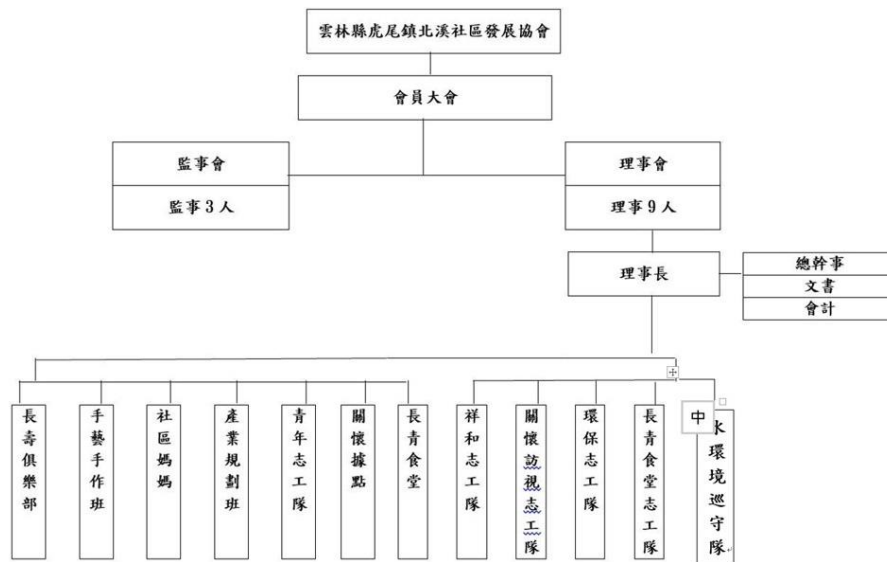 雲林縣虎尾鎮北溪社區發展協會
會員大會
監事會
監事3人
理事會
理事9人
理事長
總幹事
文書
會計
長壽俱樂部
手藝手作班
社區媽媽
產業規劃班
青年志工隊
關懷據點
長青食堂
祥和志工隊
關懷訪視志工隊
環保志工隊
長青食堂志工隊
中
水環境巡守隊